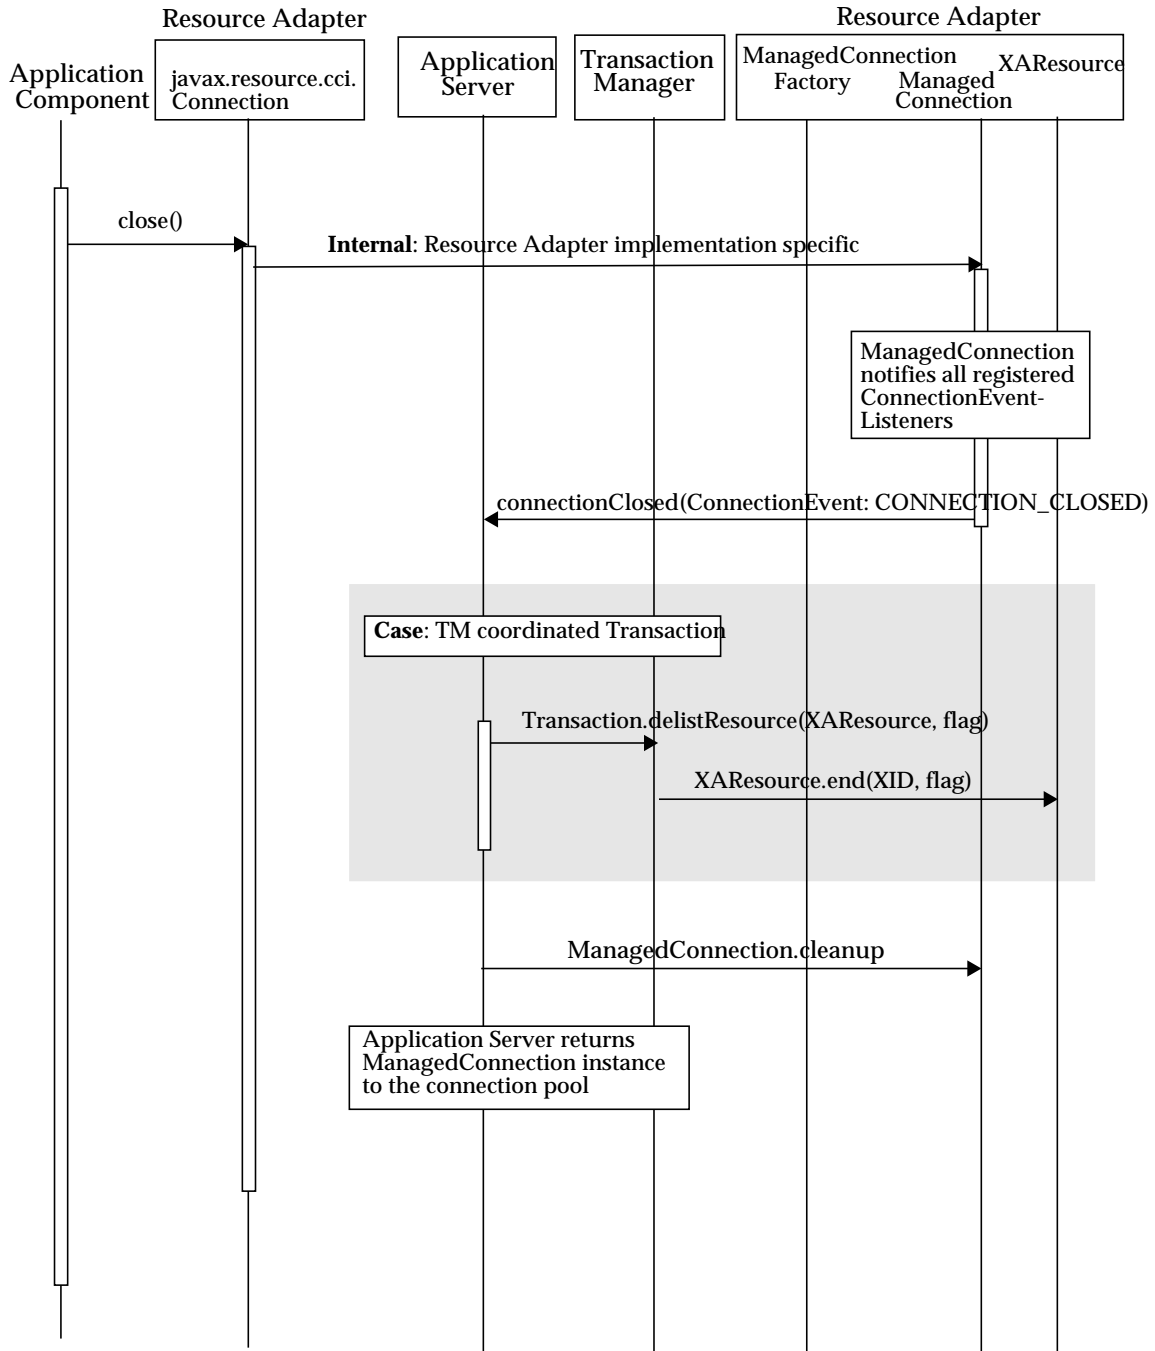 Resource Adapter
Resource Adapter
Application
Component
javax.resource.cci.
Connection
Application
Server
Transaction
Manager
ManagedConnection
Factory
Managed
Connection
XAResource
close()
Internal: Resource Adapter implementation specific
ManagedConnection
notifies all registered
ConnectionEvent-
Listeners
connectionClosed(ConnectionEvent: CONNECTION_CLOSED)
Case: TM coordinated Transaction
Transaction.delistResource(XAResource, flag)
XAResource.end(XID, flag)
ManagedConnection.cleanup
Application Server returns
ManagedConnection instance
to the connection pool